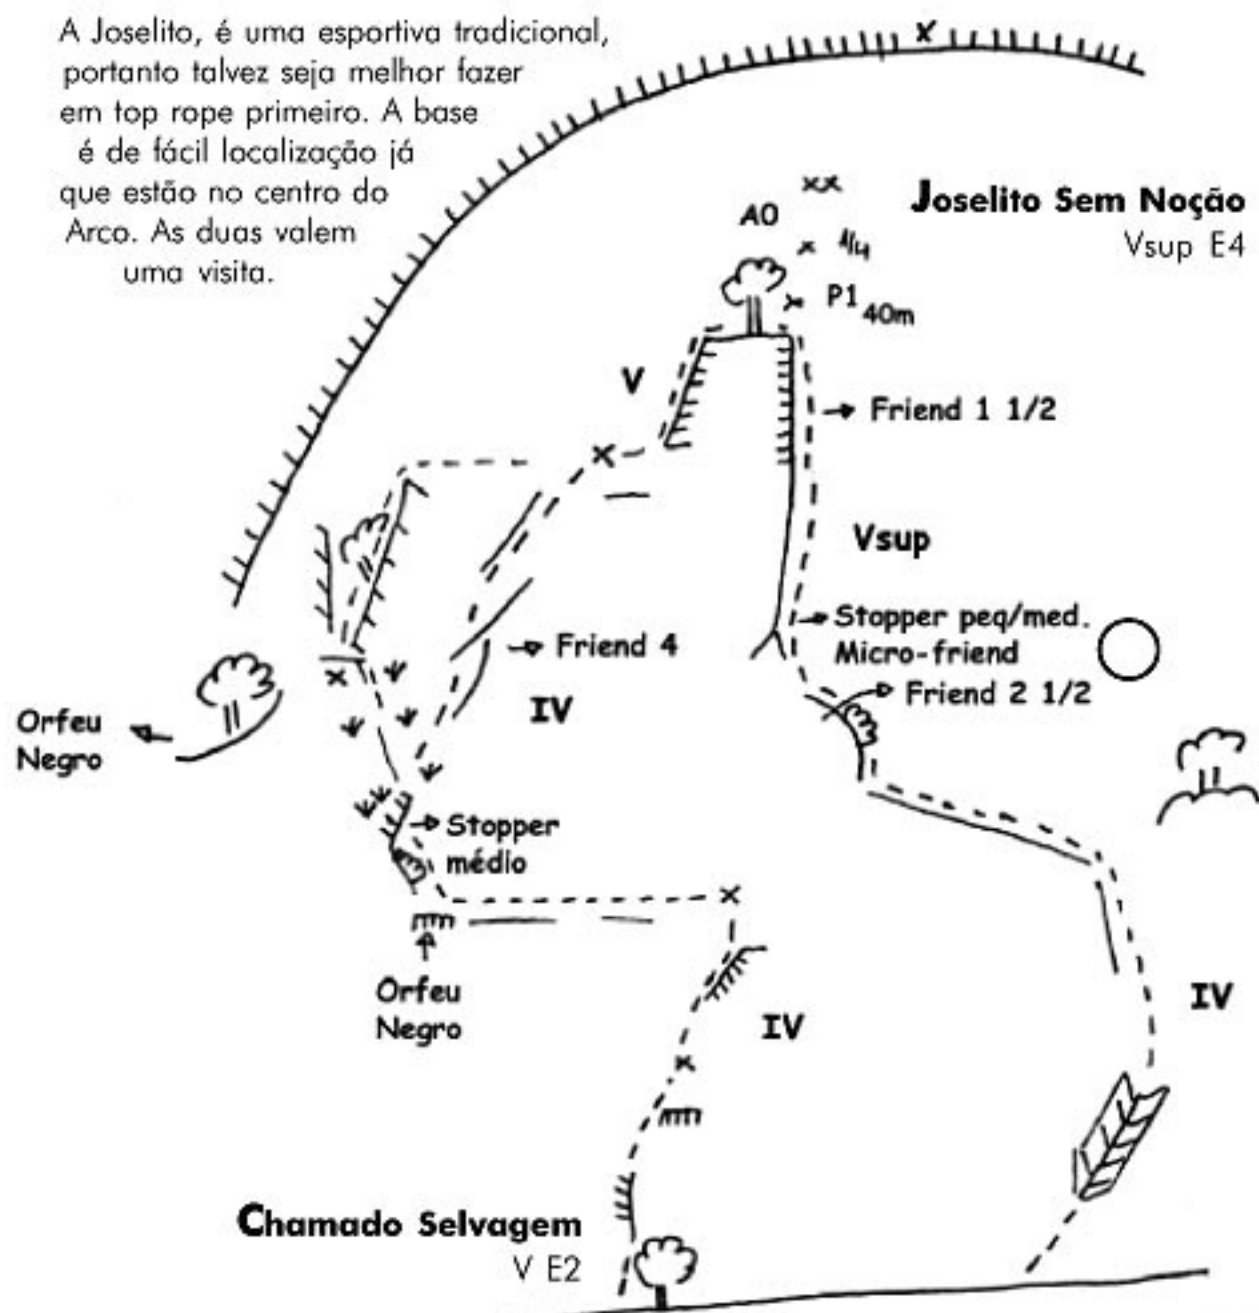 A Joselito, é uma esportiva tradicional,
portanto talvez seja melhor fazer
em top rope primeiro. A base
é de fácil localização já
que estão no centro do
Arco. As duas valem
uma visita.
Joselito Sem Noção
Vsup E4
A0
1/4
P1 40m
V
Friend 1 1/2
Vsup
Stopper peq/med.
Micro-friend
Friend 4
Friend 2 1/2
IV
Orfeu
Negro
Stopper
médio
Orfeu
Negro
IV
IV
Chamado Selvagem
V E2